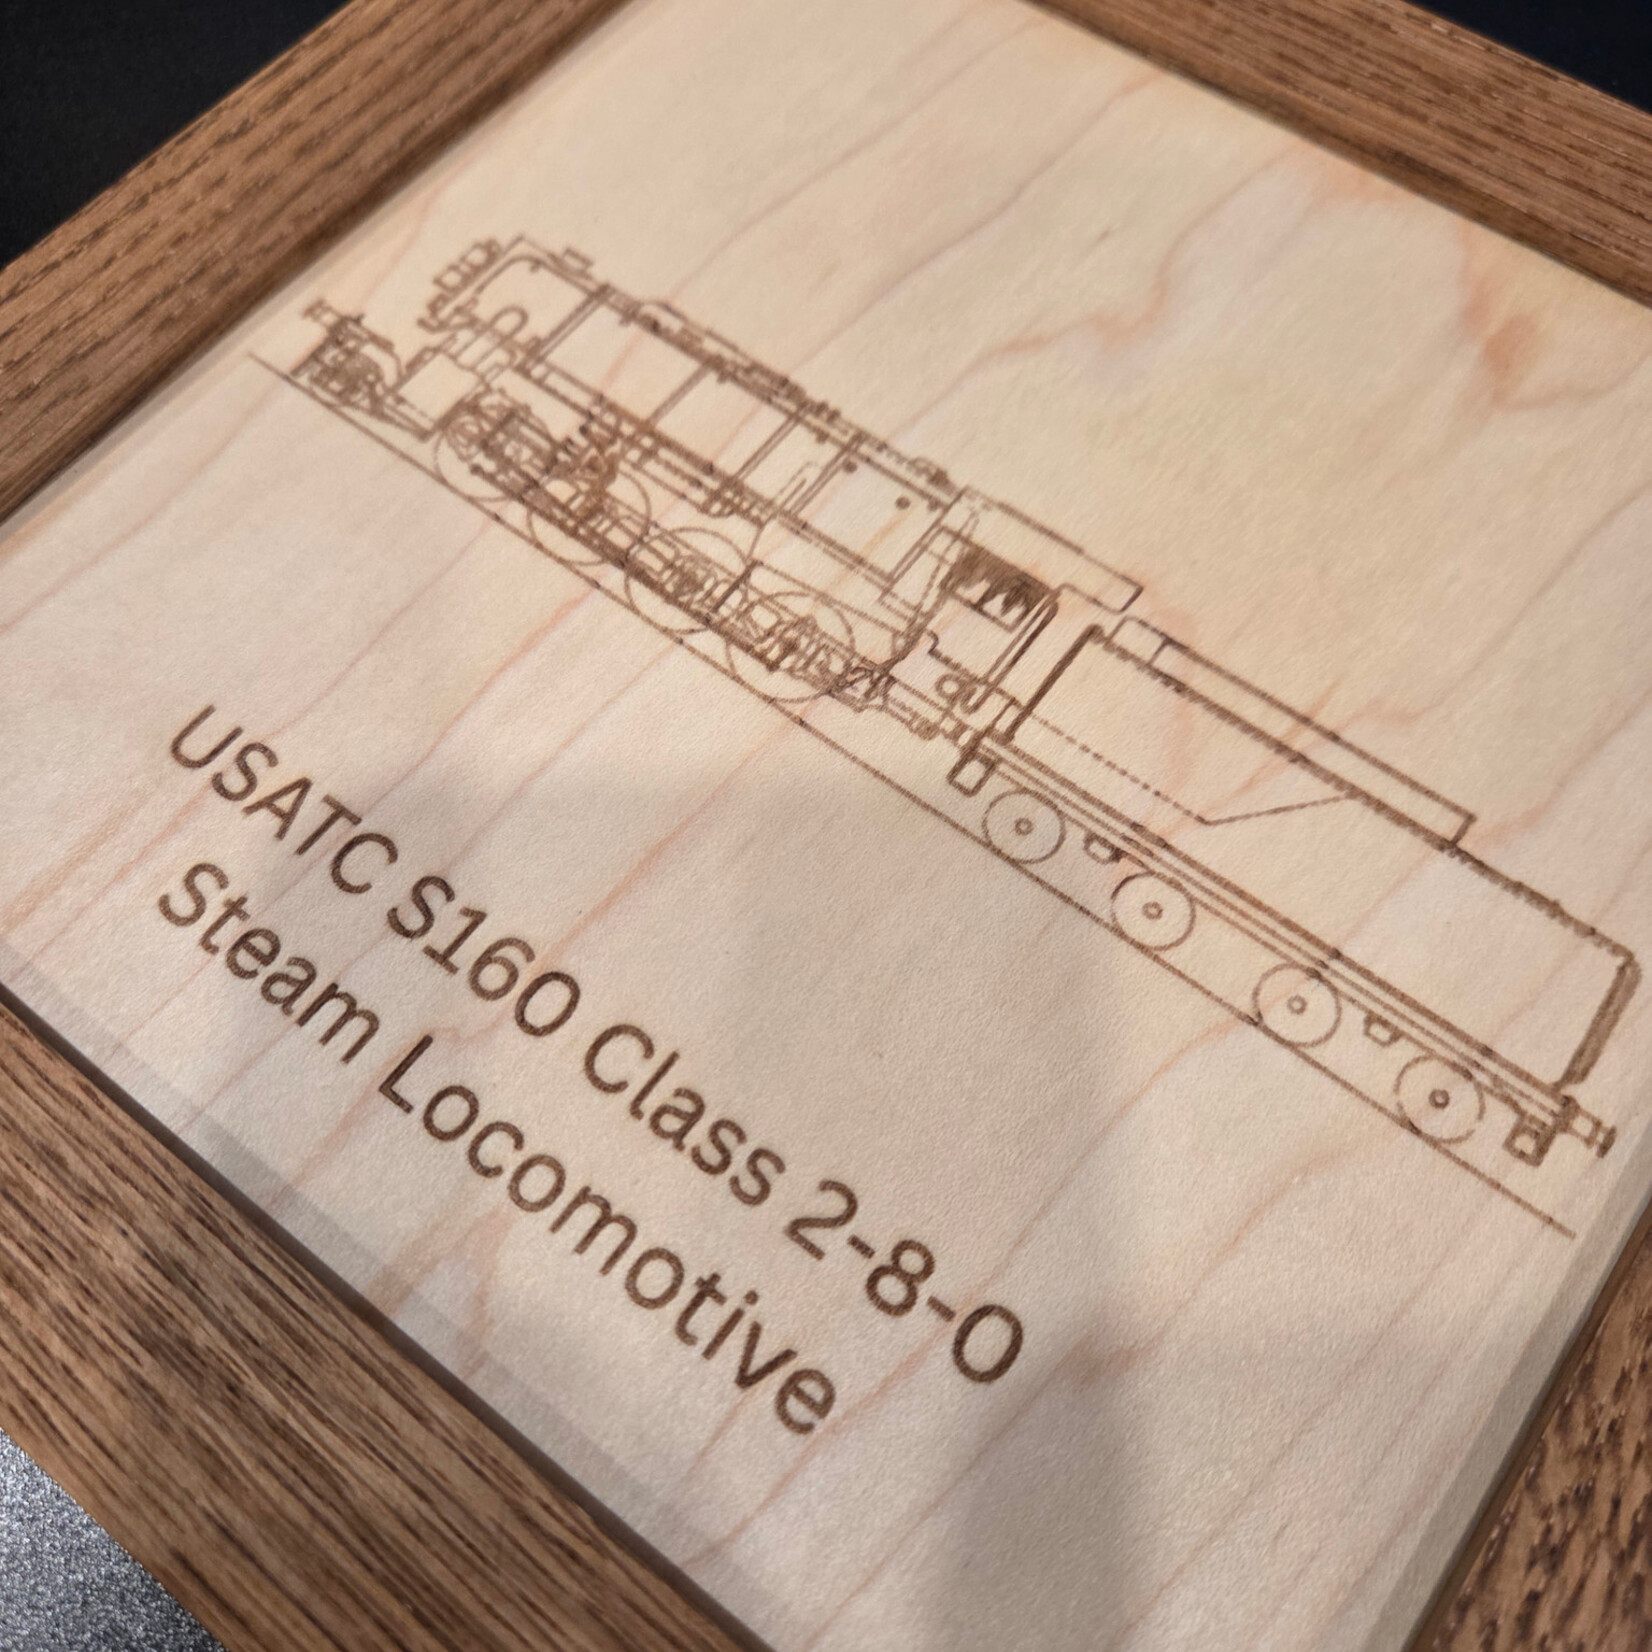 USATC S160 Class 2-8-0
Steam Locomotive